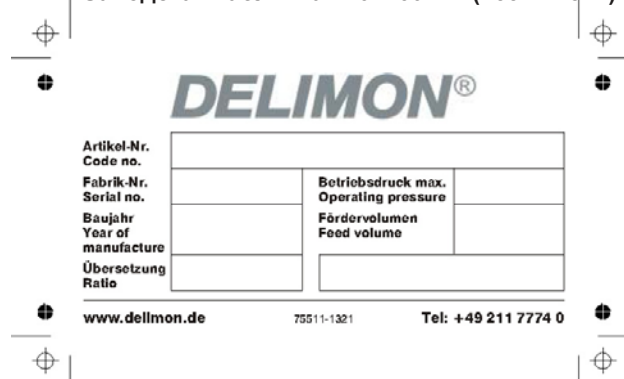 DELIMON®
Artikel-Nr.
Code no.
Fabrik-Nr.
Serial no.
Betriebsdruck max.
Operating pressure
Baujahr
Year of
manufacture
Fördervolumen
Feed volume
Übersetzung
Ratio
www.delimon.de 75511-1321 Tel: +49 211 7774 0